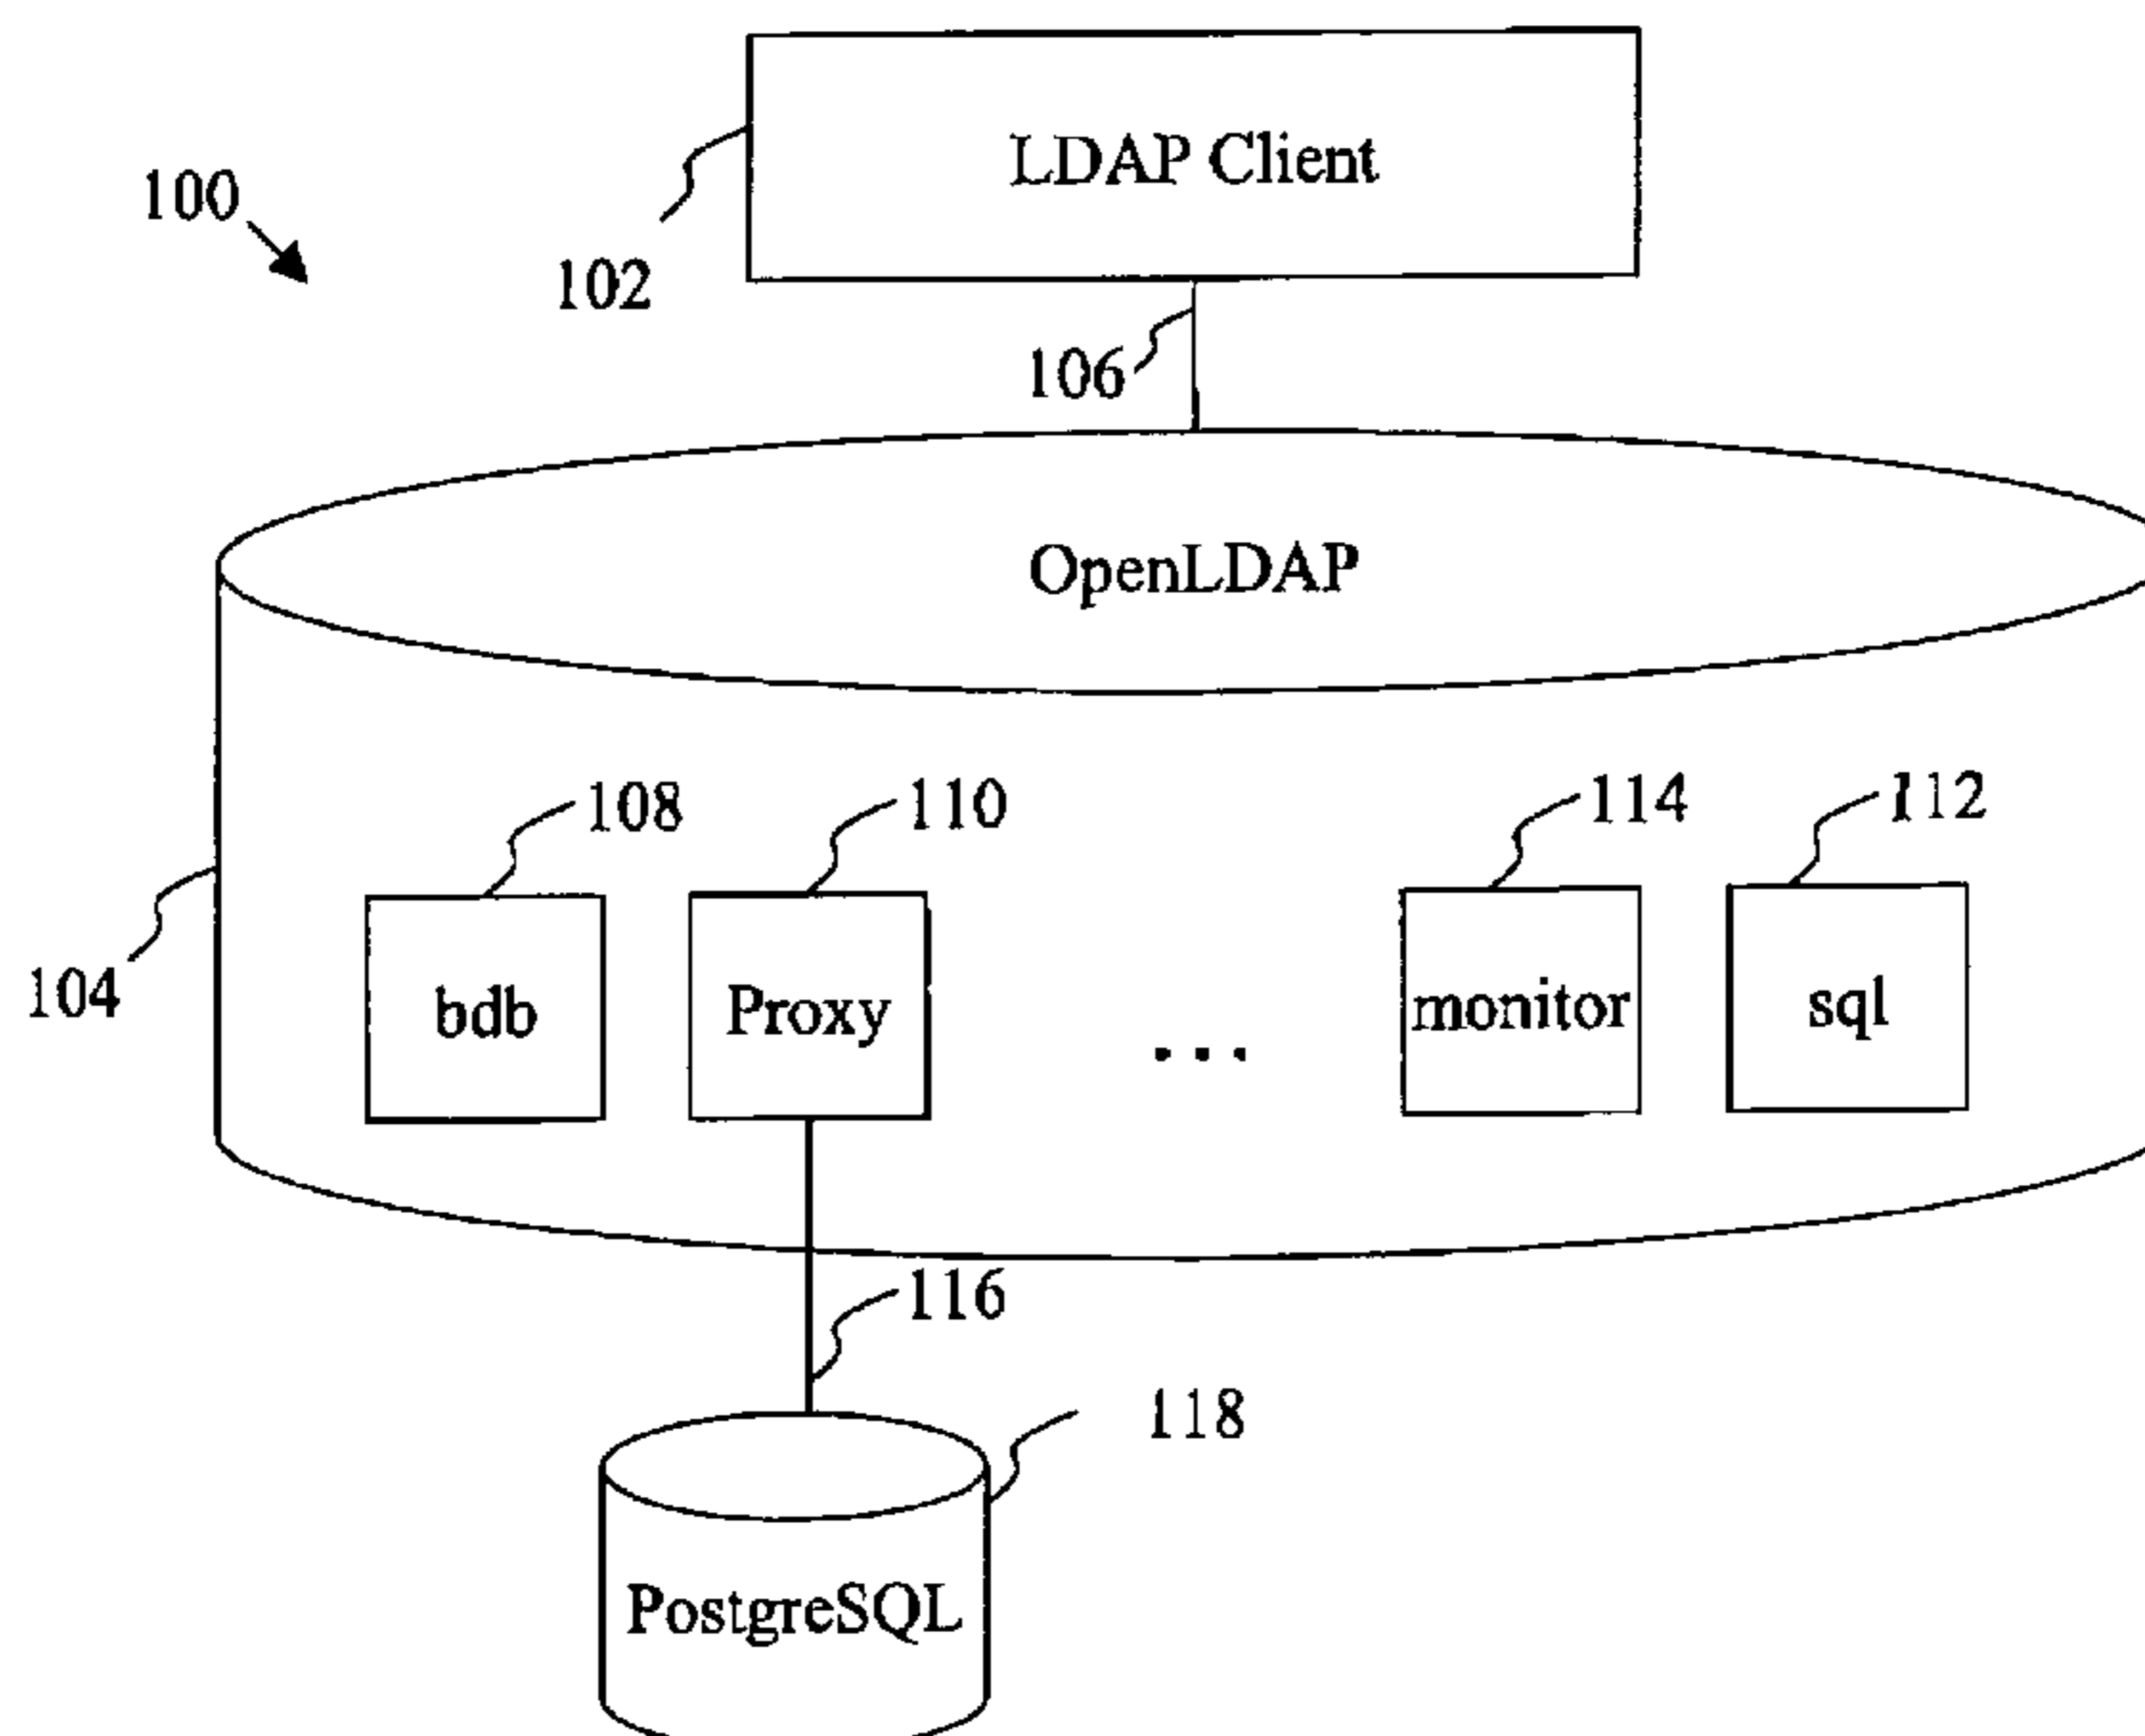 LDAP Client
100
102
106
OpenLDAP
108
110
114
112
104
bdb
Proxy
...
monitor
sql
116
118
PostgreSQL